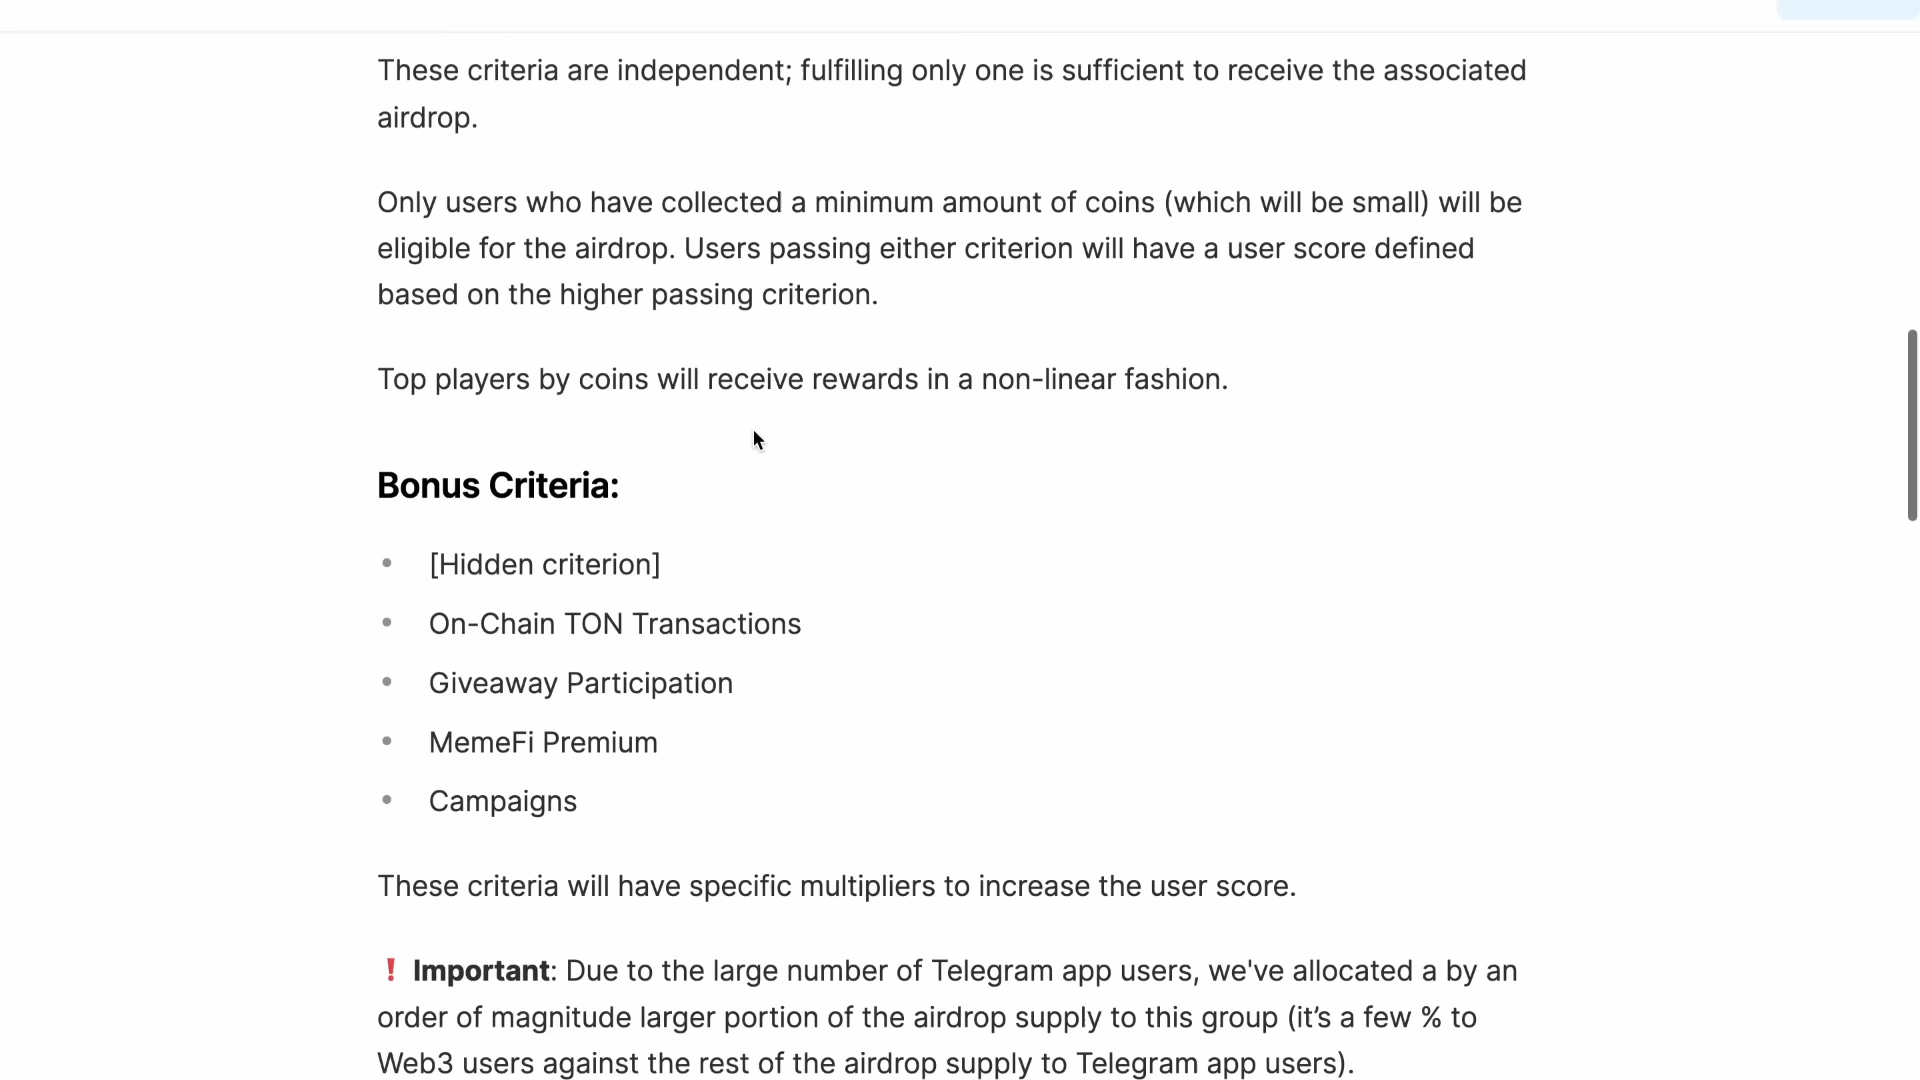 These criteria are independent; fulfilling only one is sufficient to receive the associated
airdrop.
Only users who have collected a minimum amount of coins (which will be small) will be
eligible for the airdrop. Users passing either criterion will have a user score defined
based on the higher passing criterion.
Top players by coins will receive rewards in a non-linear fashion.
Bonus Criteria:
• [Hidden criterion]
• On-Chain TON Transactions
• Giveaway Participation
• MemeFi Premium
• Campaigns
These criteria will have specific multipliers to increase the user score.
❗ Important: Due to the large number of Telegram app users, we've allocated a by an
order of magnitude larger portion of the airdrop supply to this group (it’s a few % to
Web3 users against the rest of the airdrop supply to Telegram app users).